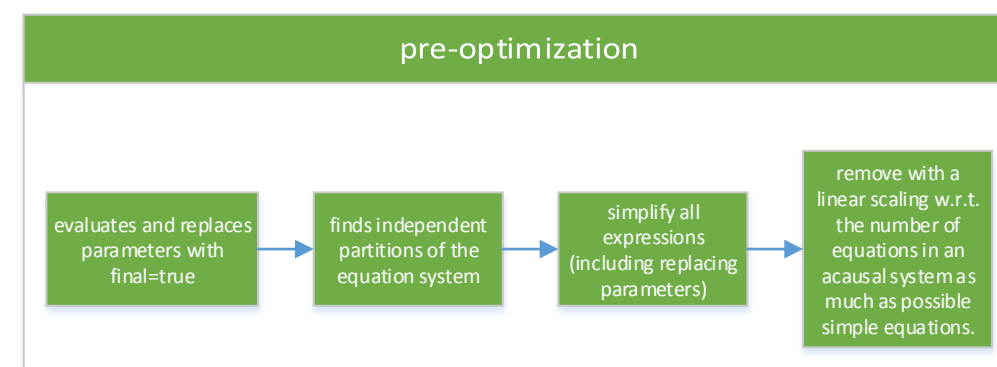 pre-optimization
evaluates and replaces
parameters with
final=true
finds independent
partitions of the
equation system
simplify all
expressions
(including replacing
parameters)
remove with a
linear scaling w.r.t.
the number of
equations in an
acausal system as
much as possible
simple equations.